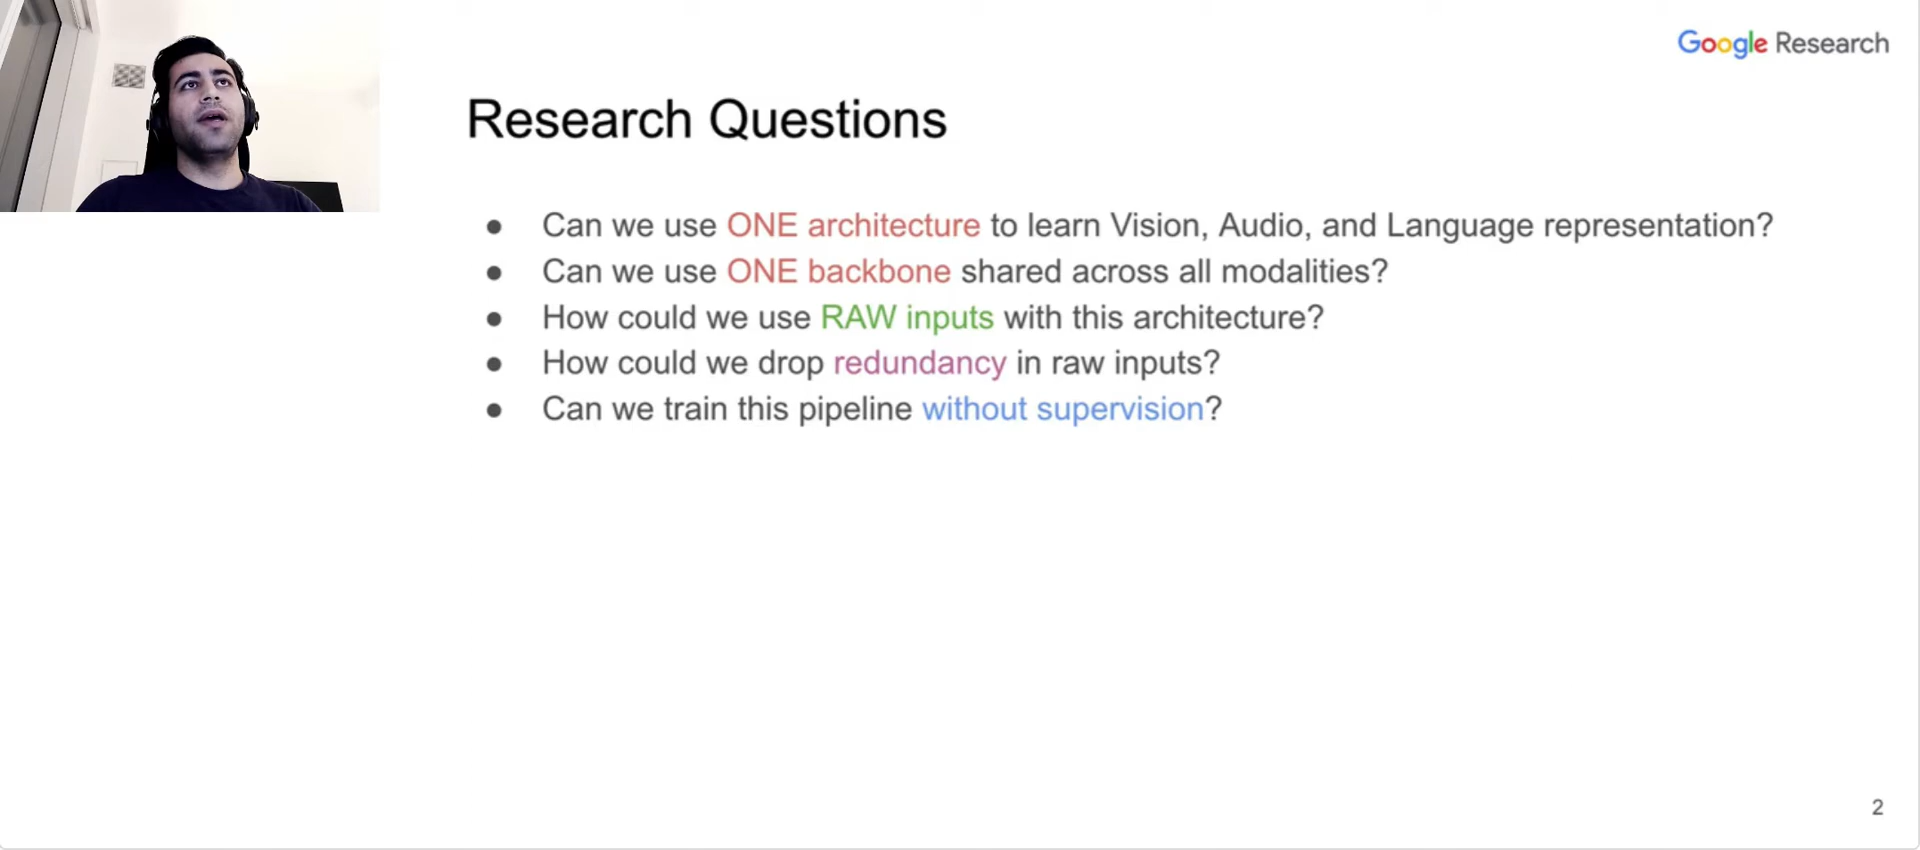 Google Research
Research Questions
● Can we use ONE architecture to learn Vision, Audio, and Language representation?
● Can we use ONE backbone shared across all modalities?
● How could we use RAW inputs with this architecture?
● How could we drop redundancy in raw inputs?
● Can we train this pipeline without supervision?
2